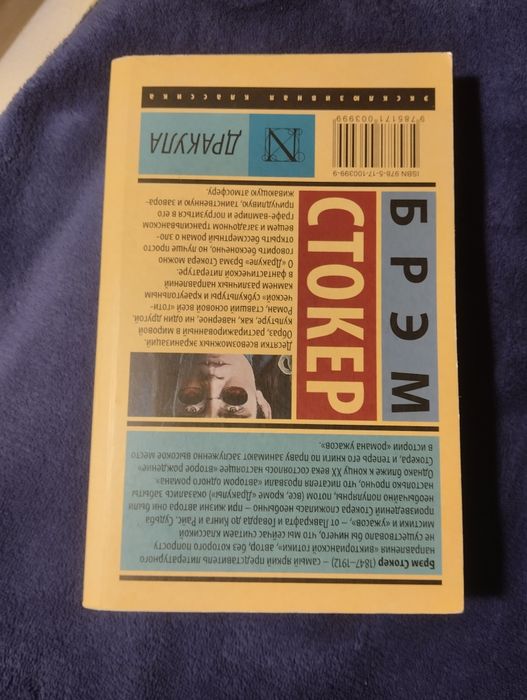 Брэм Стокер (1847–1912) – самый яркий представитель литературного
направления «викторианской готики», автор, без которого попросту
не существовало бы ничего, что мы сейчас считаем классикой
мистики и «ужасов», – от Лавкрафта и Говарда до Кинга и Райс. Судьба
произведений Стокера сложилась необычно – при жизни автора они были
необычайно популярны, потом (все, кроме «Дракулы») оказались забыты
настолько прочно, что писателя прозвали «автором одного романа».
Однако ближе к концу XX века состоялось настоящее «второе рождение»
Стокера, и теперь его книги по праву занимают заслуженно высокое место
в истории «романа ужасов».
БРЭМ
СТОКЕР
Десятки всевозможных экранизаций.
Образ, растиражированный в мировой
культуре, как, наверное, ни один другой.
Роман, ставший основой всей «готи-
ческой» субкультуры и краеугольным
камнем различных направлений
в фантастической литературе.
О «Дракуле» Брэма Стокера можно
говорить бесконечно, но лучше просто
открыть бессмертный роман о зло-
вещем и загадочном трансильванском
графе-вампире и погрузиться в его
причудливую, таинственную и завора-
живающую атмосферу.
ДРАКУЛА
N
ISBN 978-5-17-100399-9
9 785171 003999
ЭКСКЛЮЗИВНАЯ КЛАССИКА